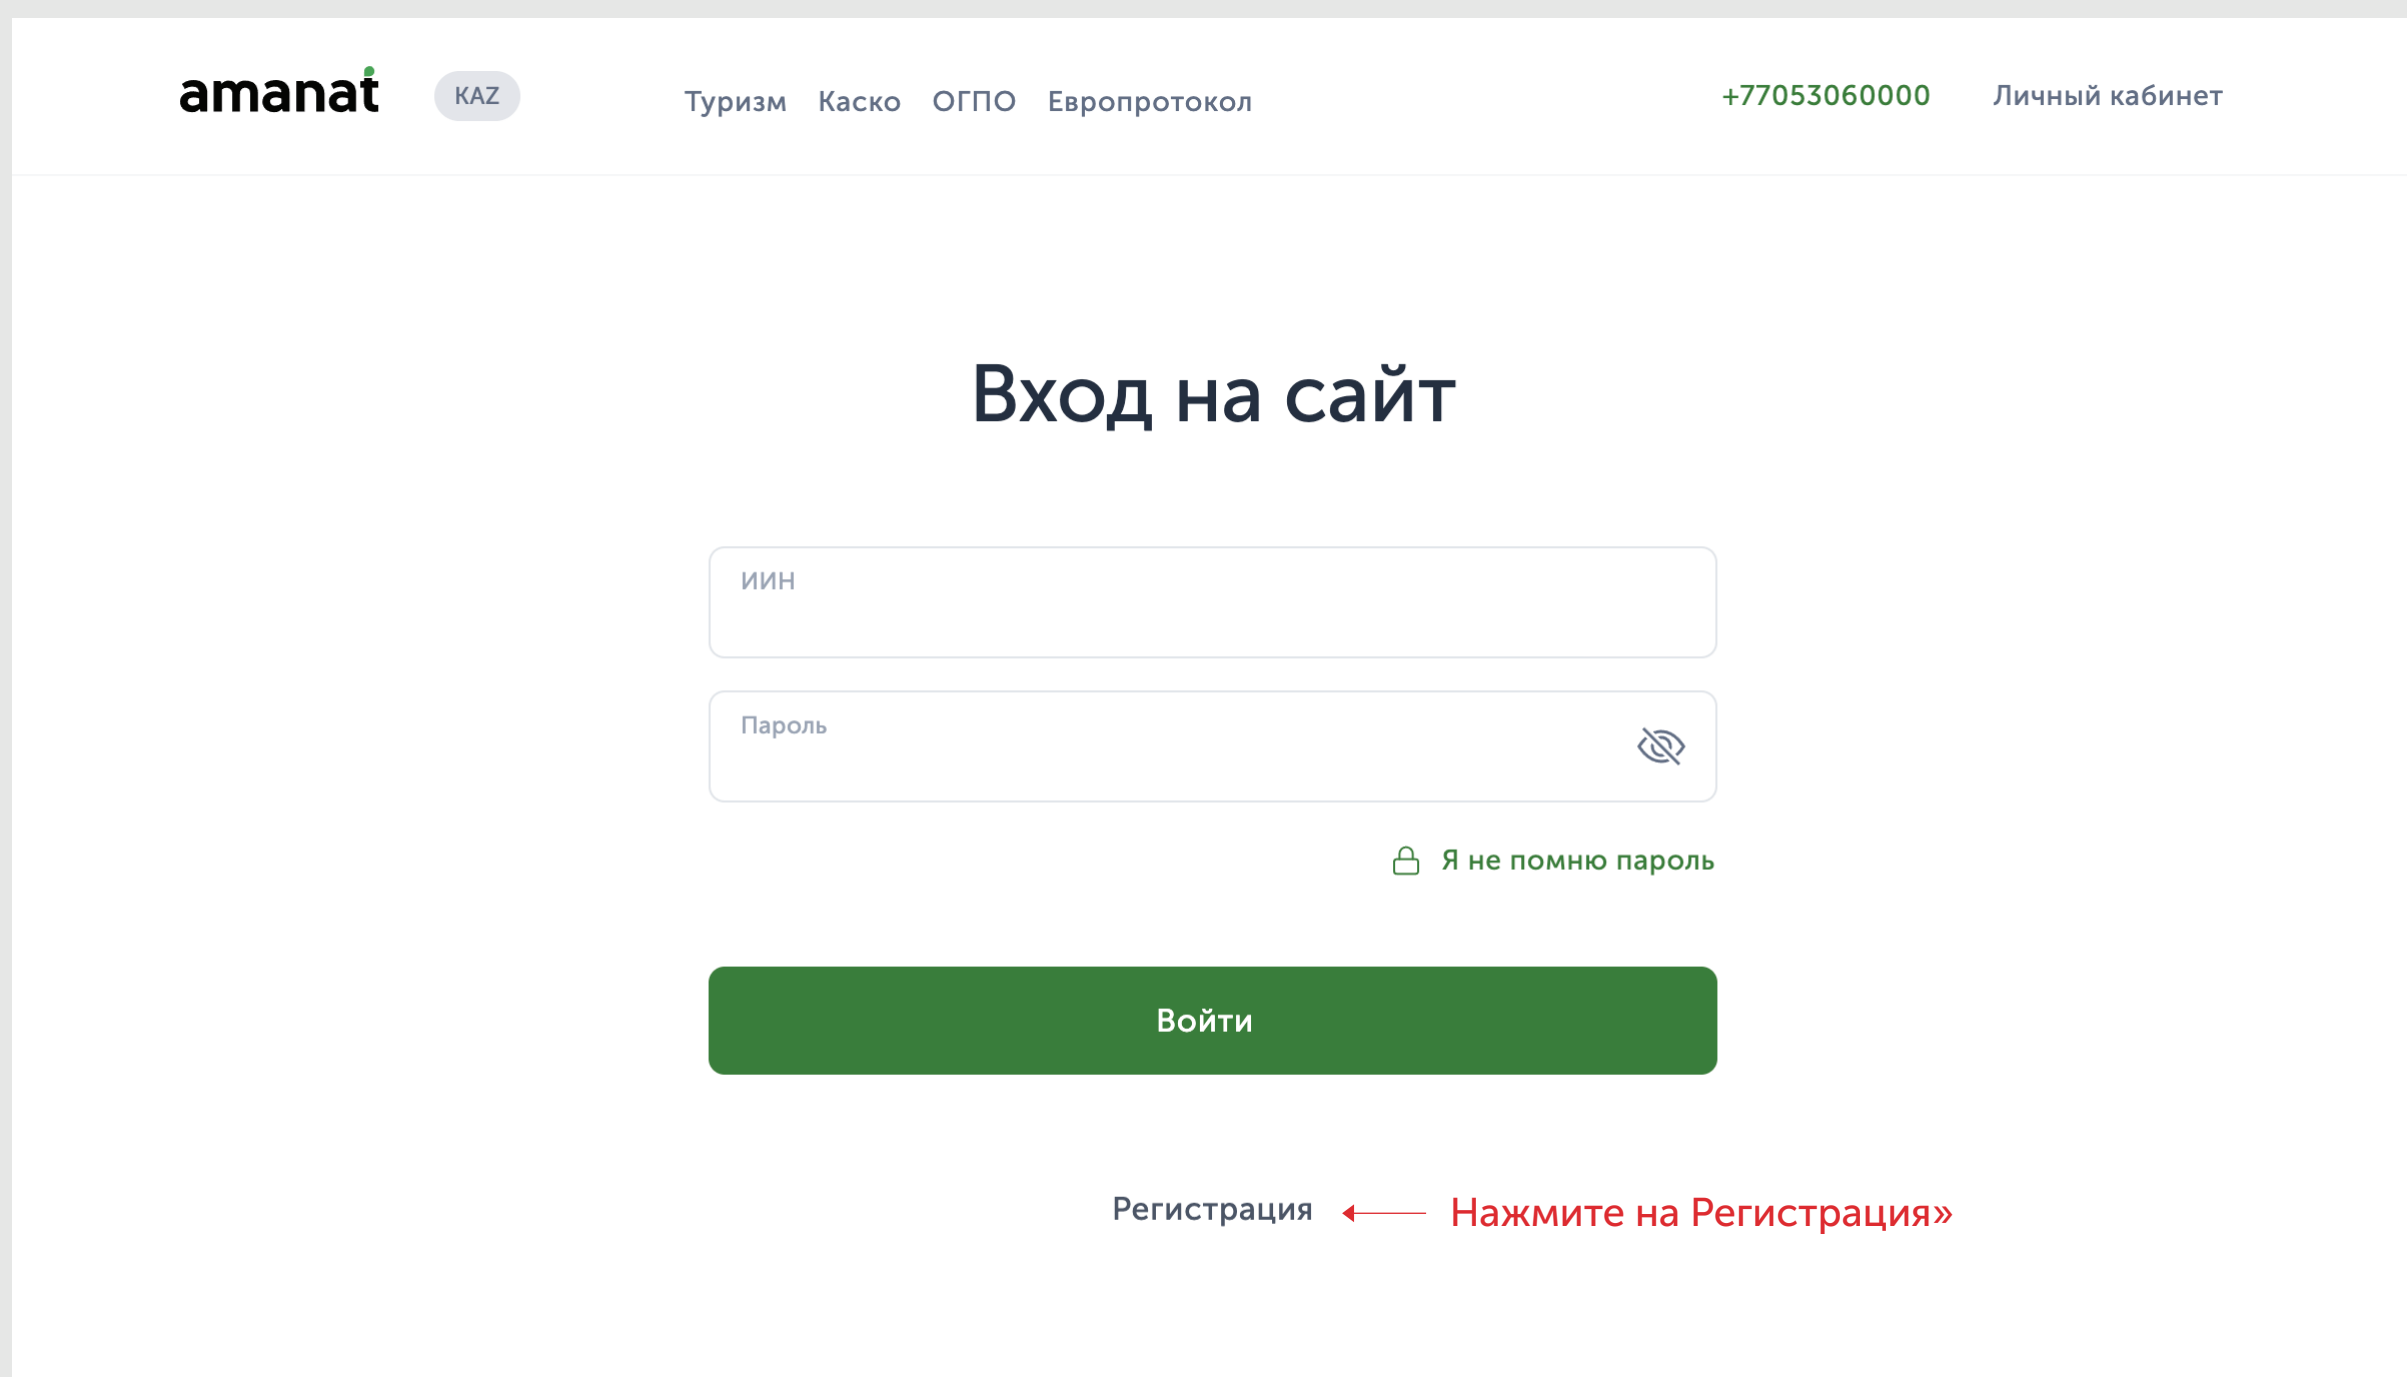 amanat
KAZ
Туризм Каско ОГПО Европротокол
+77053060000
Личный кабинет
Вход на сайт
ИИН
Пароль
Я не помню пароль
Войти
Регистрация
Нажмите на Регистрация»